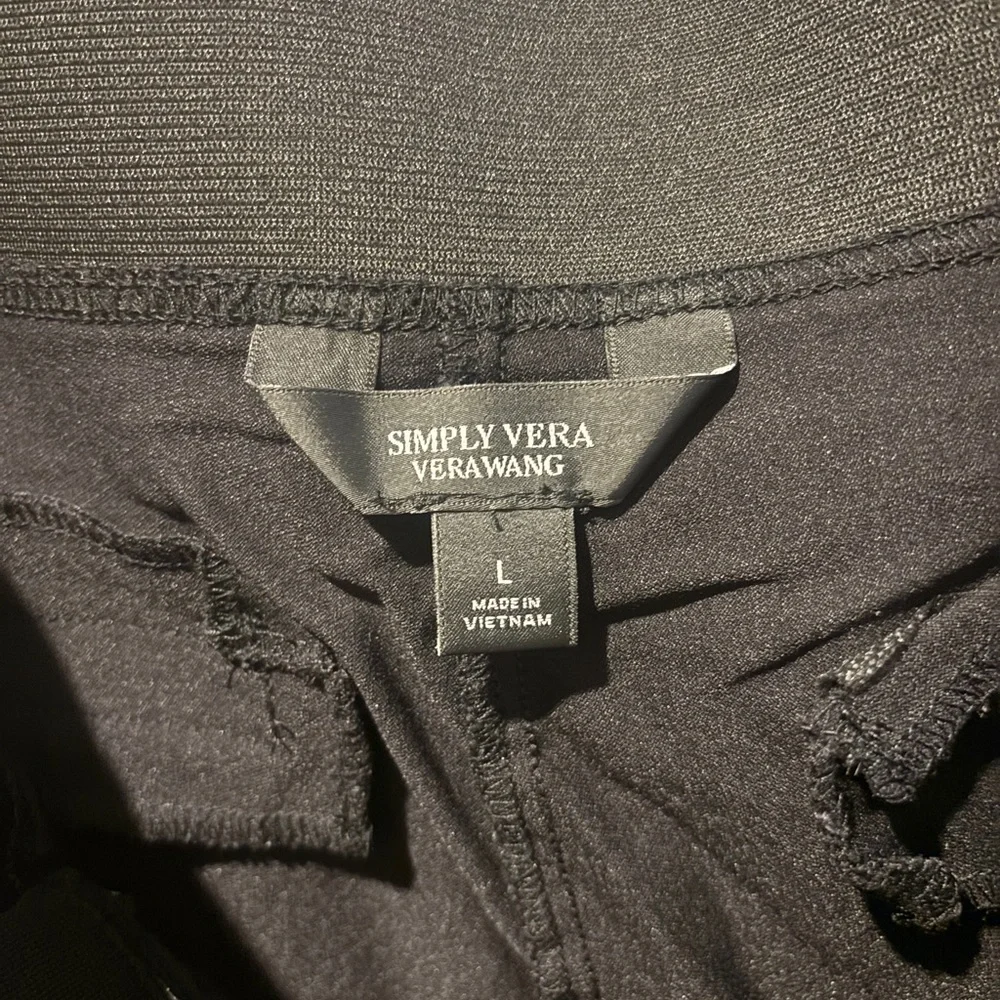 SIMPLY VERA
VERAWANG
L
MADE IN
VIETNAM